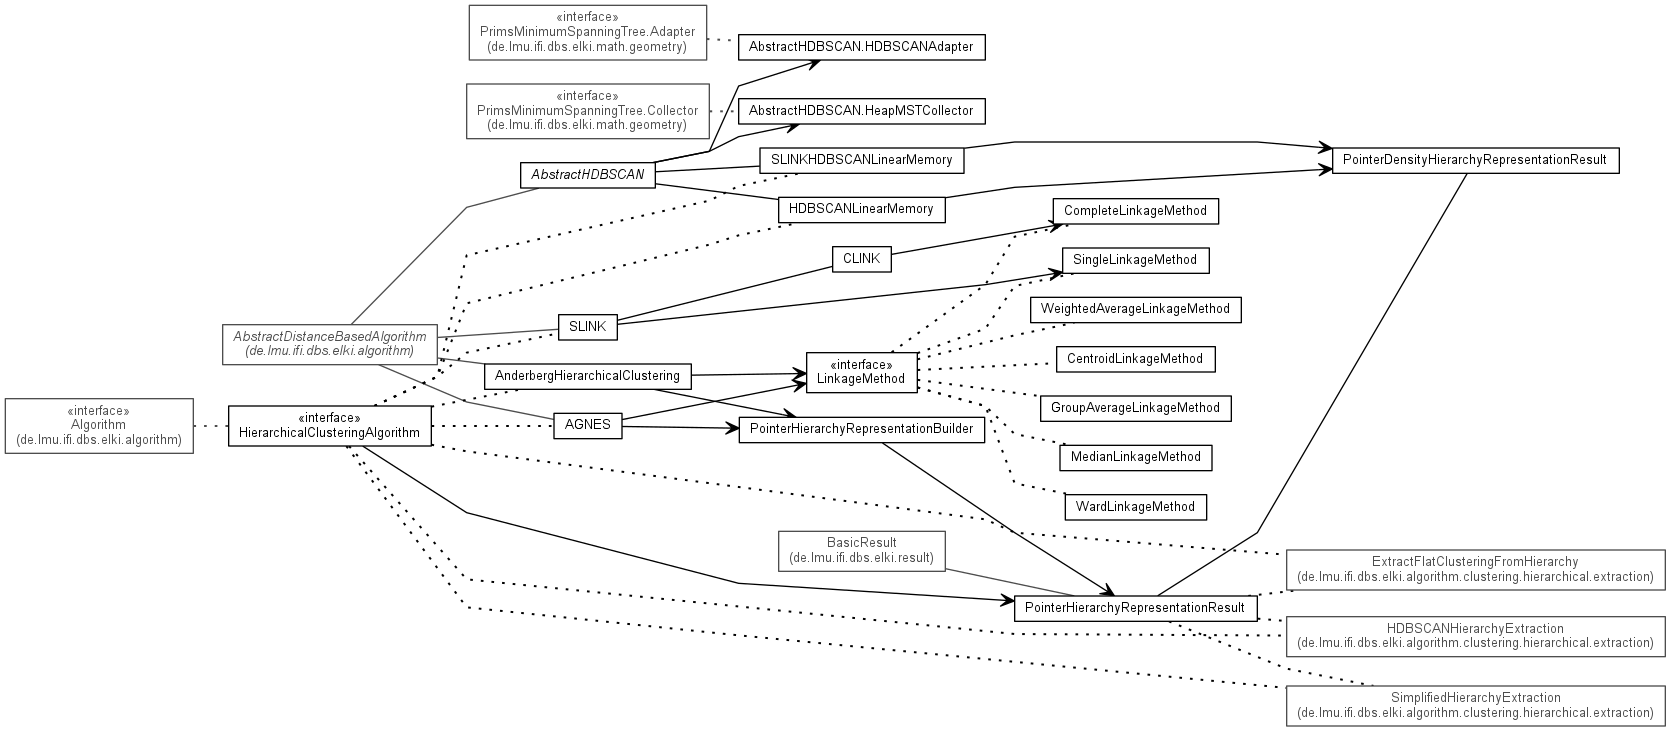 «interface»
PrimsMinimumSpanningTree.Adapter
(de.lmu.ifi.dbs.elki.math.geometry)
AbstractHDBSCAN.HDBSCANAdapter
«interface»
PrimsMinimumSpanningTree.Collector
(de.lmu.ifi.dbs.elki.math.geometry)
AbstractHDBSCAN.HeapMSTCollector
SLINKHDBSCANLinearMemory
PointerDensityHierarchyRepresentationResult
AbstractHDBSCAN
HDBSCANLinearMemory
CompleteLinkageMethod
CLINK
SingleLinkageMethod
WeightedAverageLinkageMethod
SLINK
AbstractDistanceBasedAlgorithm
(de.lmu.ifi.dbs.elki.algorithm)
CentroidLinkageMethod
«interface»
LinkageMethod
AnderbergHierarchicalClustering
GroupAverageLinkageMethod
«interface»
Algorithm
(de.lmu.ifi.dbs.elki.algorithm)
«interface»
HierarchicalClusteringAlgorithm
AGNES
PointerHierarchyRepresentationBuilder
MedianLinkageMethod
WardLinkageMethod
BasicResult
(de.lmu.ifi.dbs.elki.result)
ExtractFlatClusteringFromHierarchy
(de.lmu.ifi.dbs.elki.algorithm.clustering.hierarchical.extraction)
PointerHierarchyRepresentationResult
HDBSCANHierarchyExtraction
(de.lmu.ifi.dbs.elki.algorithm.clustering.hierarchical.extraction)
SimplifiedHierarchyExtraction
(de.lmu.ifi.dbs.elki.algorithm.clustering.hierarchical.extraction)